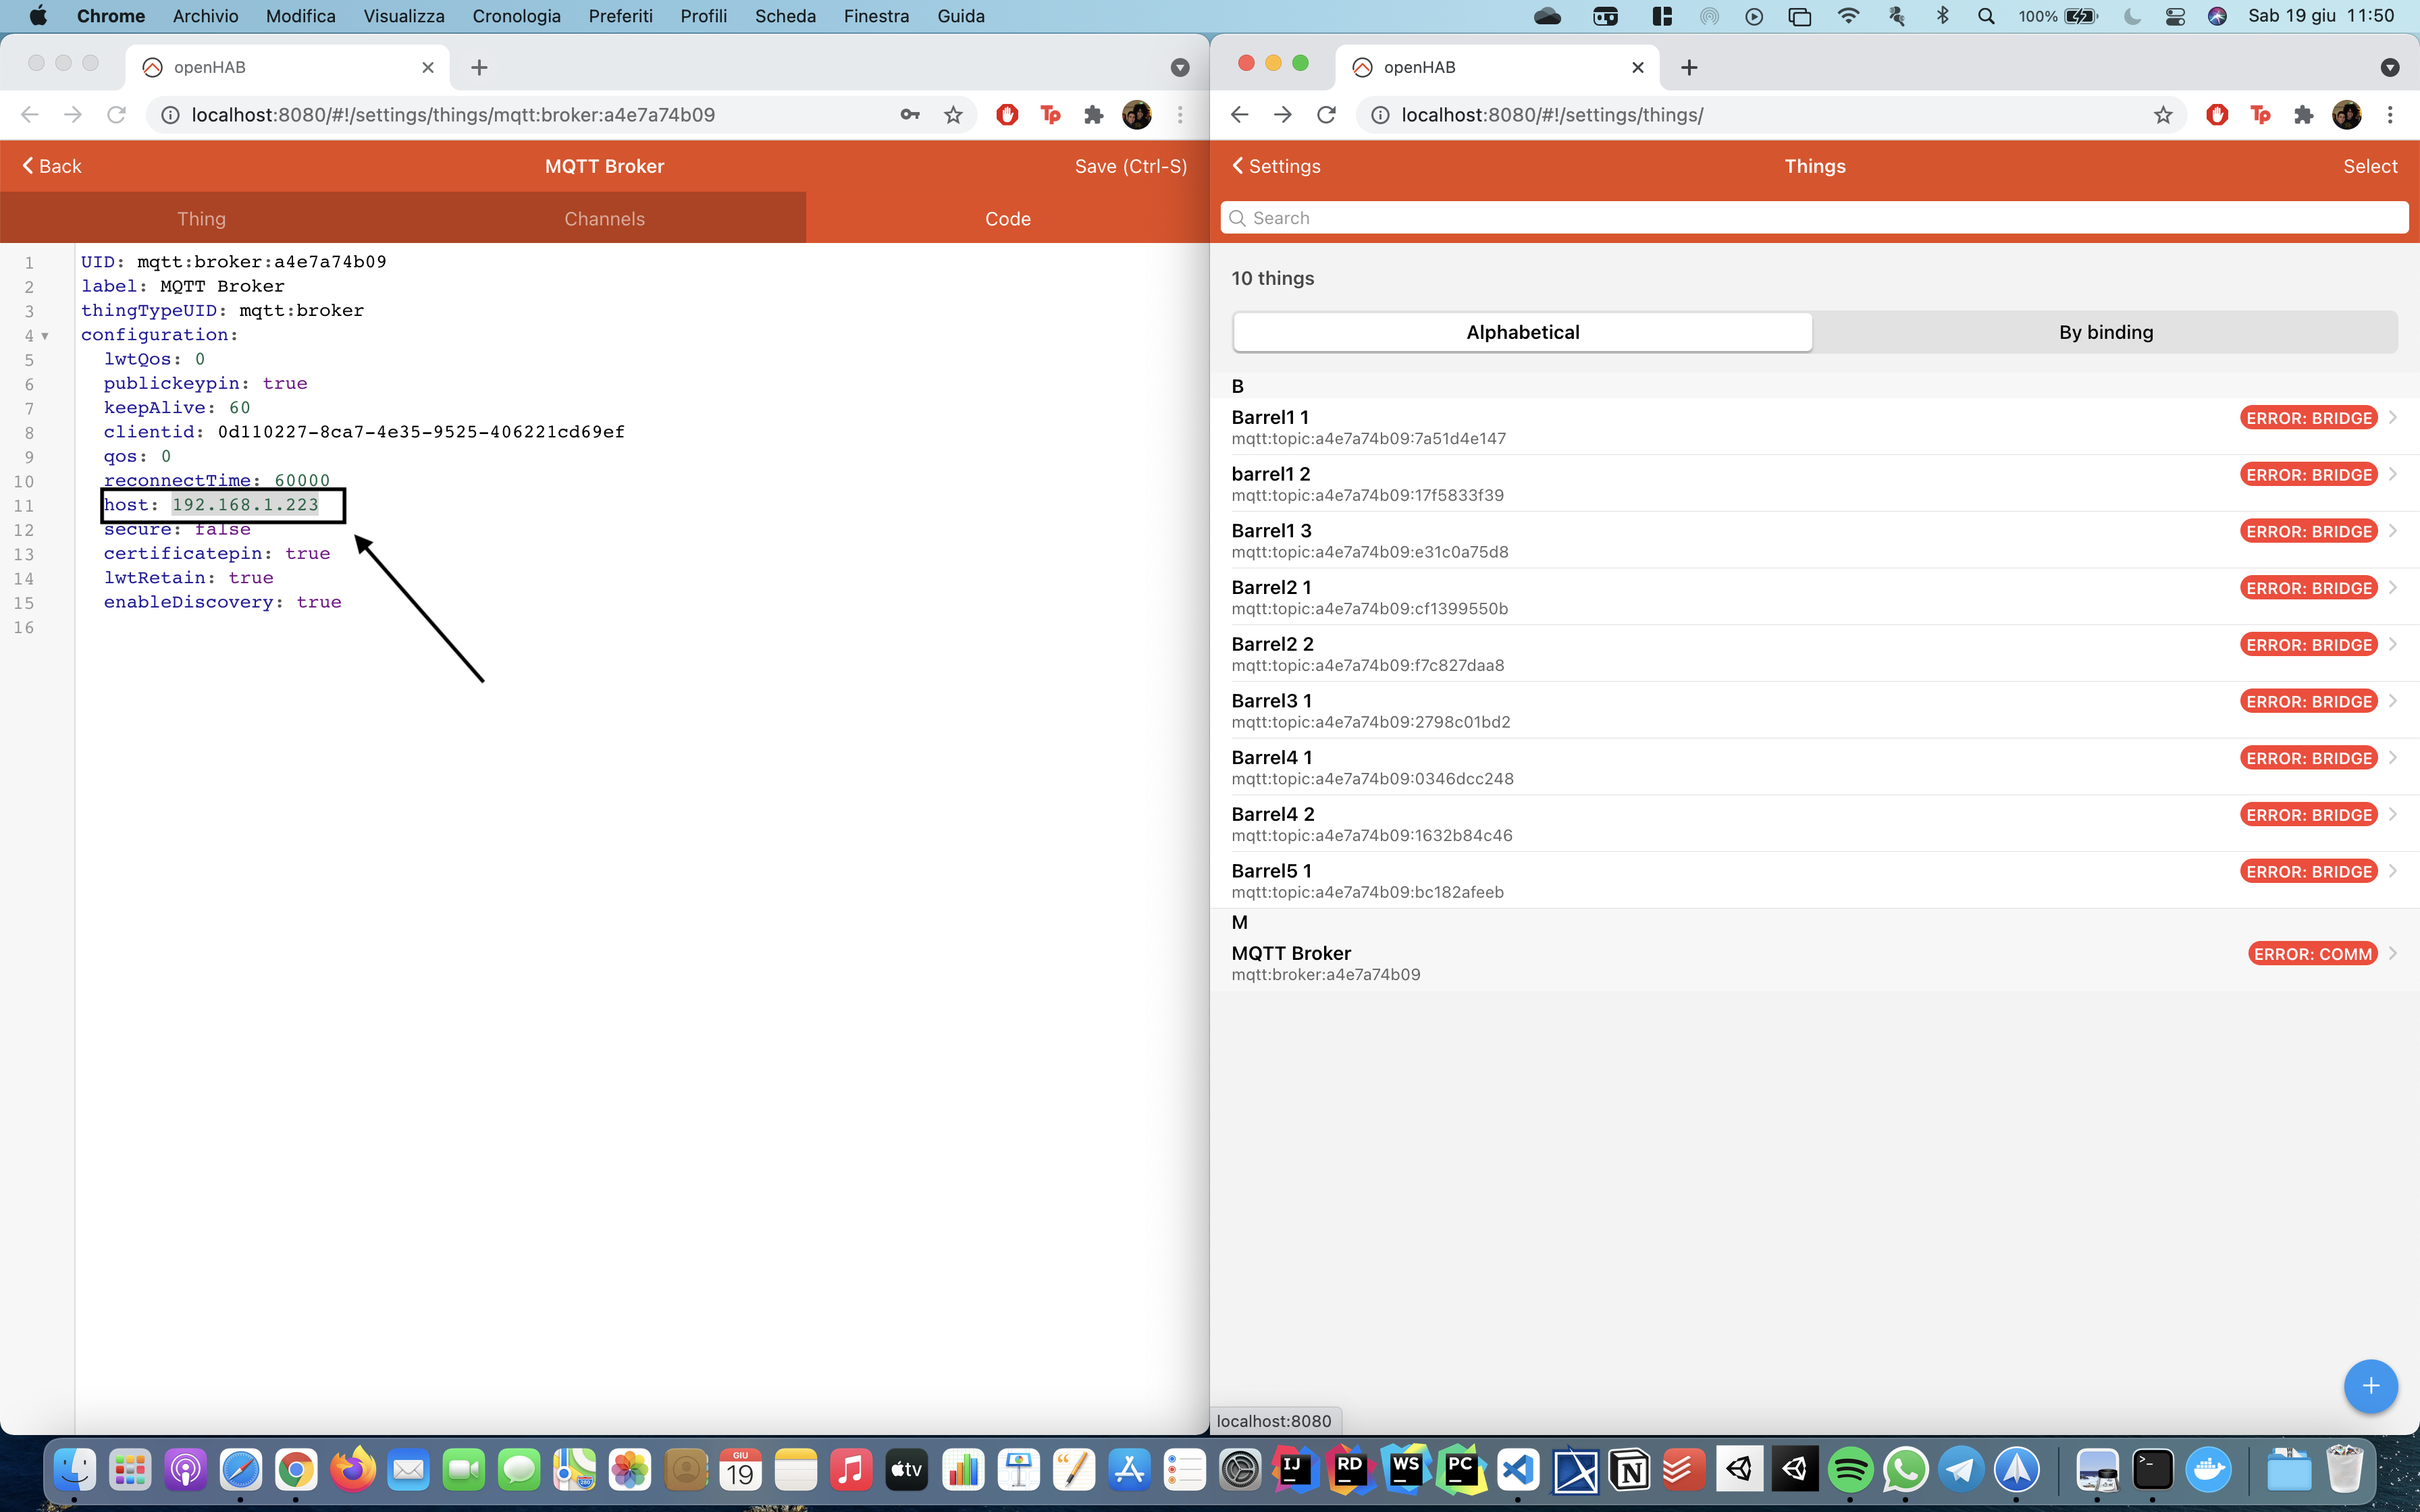 Chrome Archivio Modifica Visualizza Cronologia Preferiti Profili Scheda Finestra Guida 100% Sab 19 giu 11:50
openHAB
localhost:8080/#!/settings/things/mqtt:broker:a4e7a74b09
Back MQTT Broker Save (Ctrl-S)
Thing Channels Code
1 UID: mqtt:broker:a4e7a74b09
2 label: MQTT Broker
3 thingTypeUID: mqtt:broker
4 configuration:
5 lwtQos: 0
6 publickeypin: true
7 keepAlive: 60
8 clientid: 0d110227-8ca7-4e35-9525-406221cd69ef
9 qos: 0
10 reconnectTime: 60000
11 host: 192.168.1.223
12 secure: false
13 certificatepin: true
14 lwtRetain: true
15 enableDiscovery: true
16
openHAB
localhost:8080/#!/settings/things/
Settings Things Select
Search
10 things
Alphabetical By binding
B
Barrel1 1 ERROR: BRIDGE
mqtt:topic:a4e7a74b09:7a51d4e147
barrel1 2 ERROR: BRIDGE
mqtt:topic:a4e7a74b09:17f5833f39
Barrel1 3 ERROR: BRIDGE
mqtt:topic:a4e7a74b09:e31c0a75d8
Barrel2 1 ERROR: BRIDGE
mqtt:topic:a4e7a74b09:cf1399550b
Barrel2 2 ERROR: BRIDGE
mqtt:topic:a4e7a74b09:f7c827daa8
Barrel3 1 ERROR: BRIDGE
mqtt:topic:a4e7a74b09:2798c01bd2
Barrel4 1 ERROR: BRIDGE
mqtt:topic:a4e7a74b09:0346dcc248
Barrel4 2 ERROR: BRIDGE
mqtt:topic:a4e7a74b09:1632b84c46
Barrel5 1 ERROR: BRIDGE
mqtt:topic:a4e7a74b09:bc182afeeb
M
MQTT Broker ERROR: COMM
mqtt:broker:a4e7a74b09
localhost:8080
GIU
19
tv
IJ
RD
WS
PC